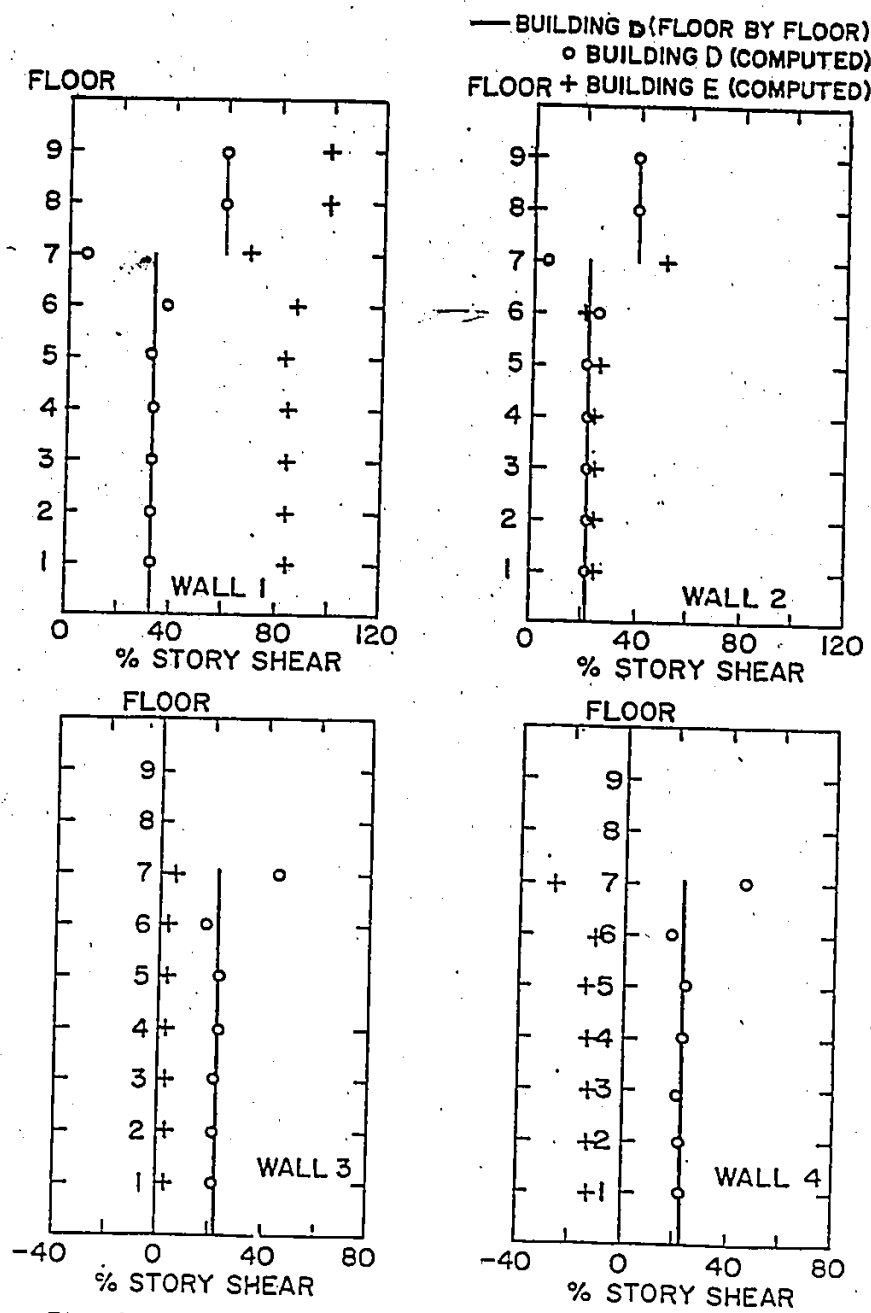 — BUILDING D (FLOOR BY FLOOR)
o BUILDING D (COMPUTED)
+ BUILDING E (COMPUTED)
FLOOR
9
8
7
6
5
4
3
2
1
WALL 1
0 40 80 120
% STORY SHEAR
FLOOR
9
8
7
6
5
4
3
2
1
WALL 2
0 40 80 120
% STORY SHEAR
FLOOR
9
8
7
6
5
4
3
2
1
WALL 3
-40 0 40 80
% STORY SHEAR
FLOOR
9
8
7
6
5
4
3
2
1
WALL 4
-40 0 40 80
% STORY SHEAR